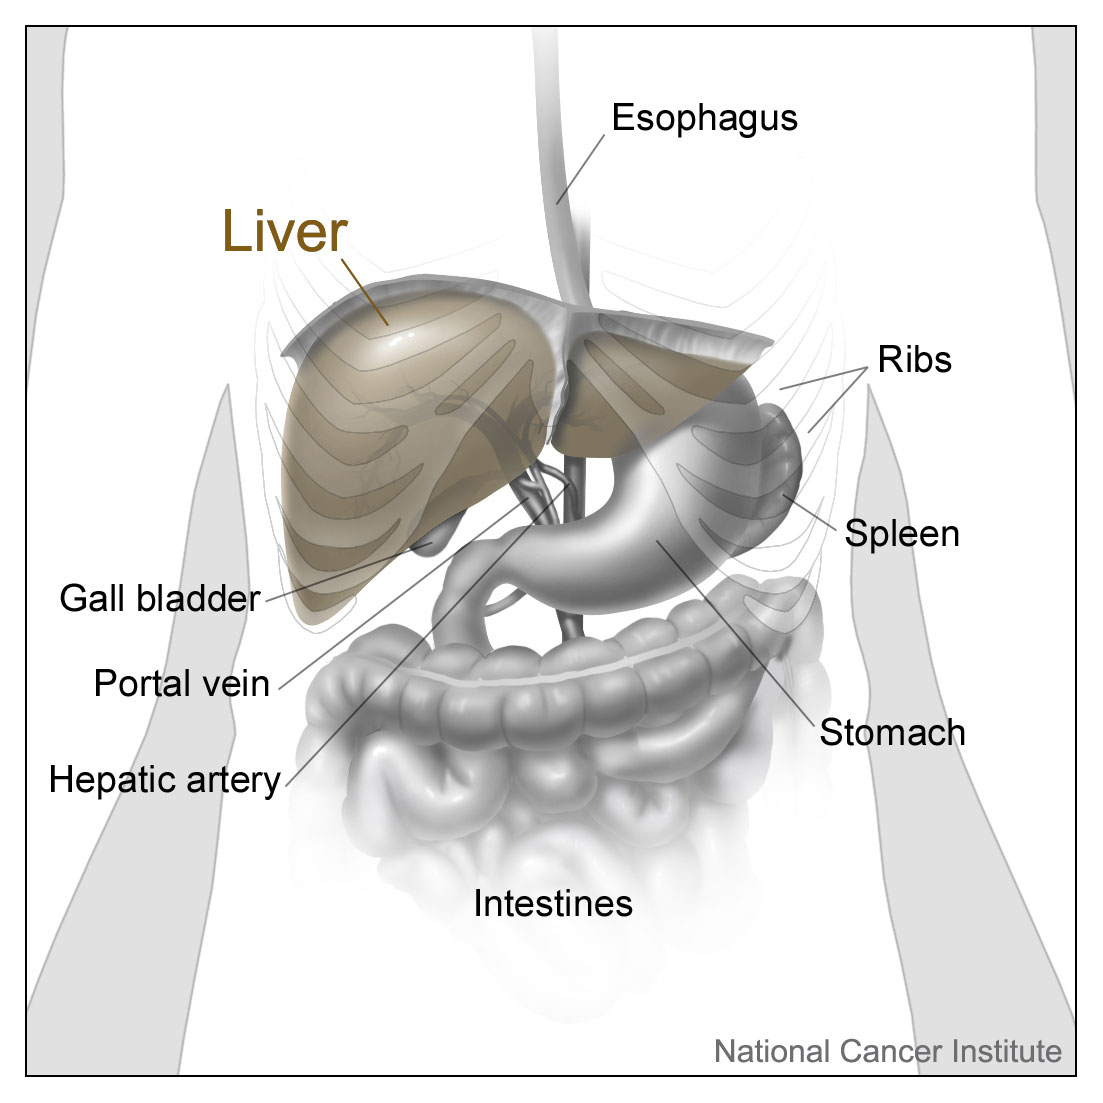 Esophagus
Liver
Ribs
Spleen
Gall bladder
Portal vein
Stomach
Hepatic artery
Intestines
National Cancer Institute